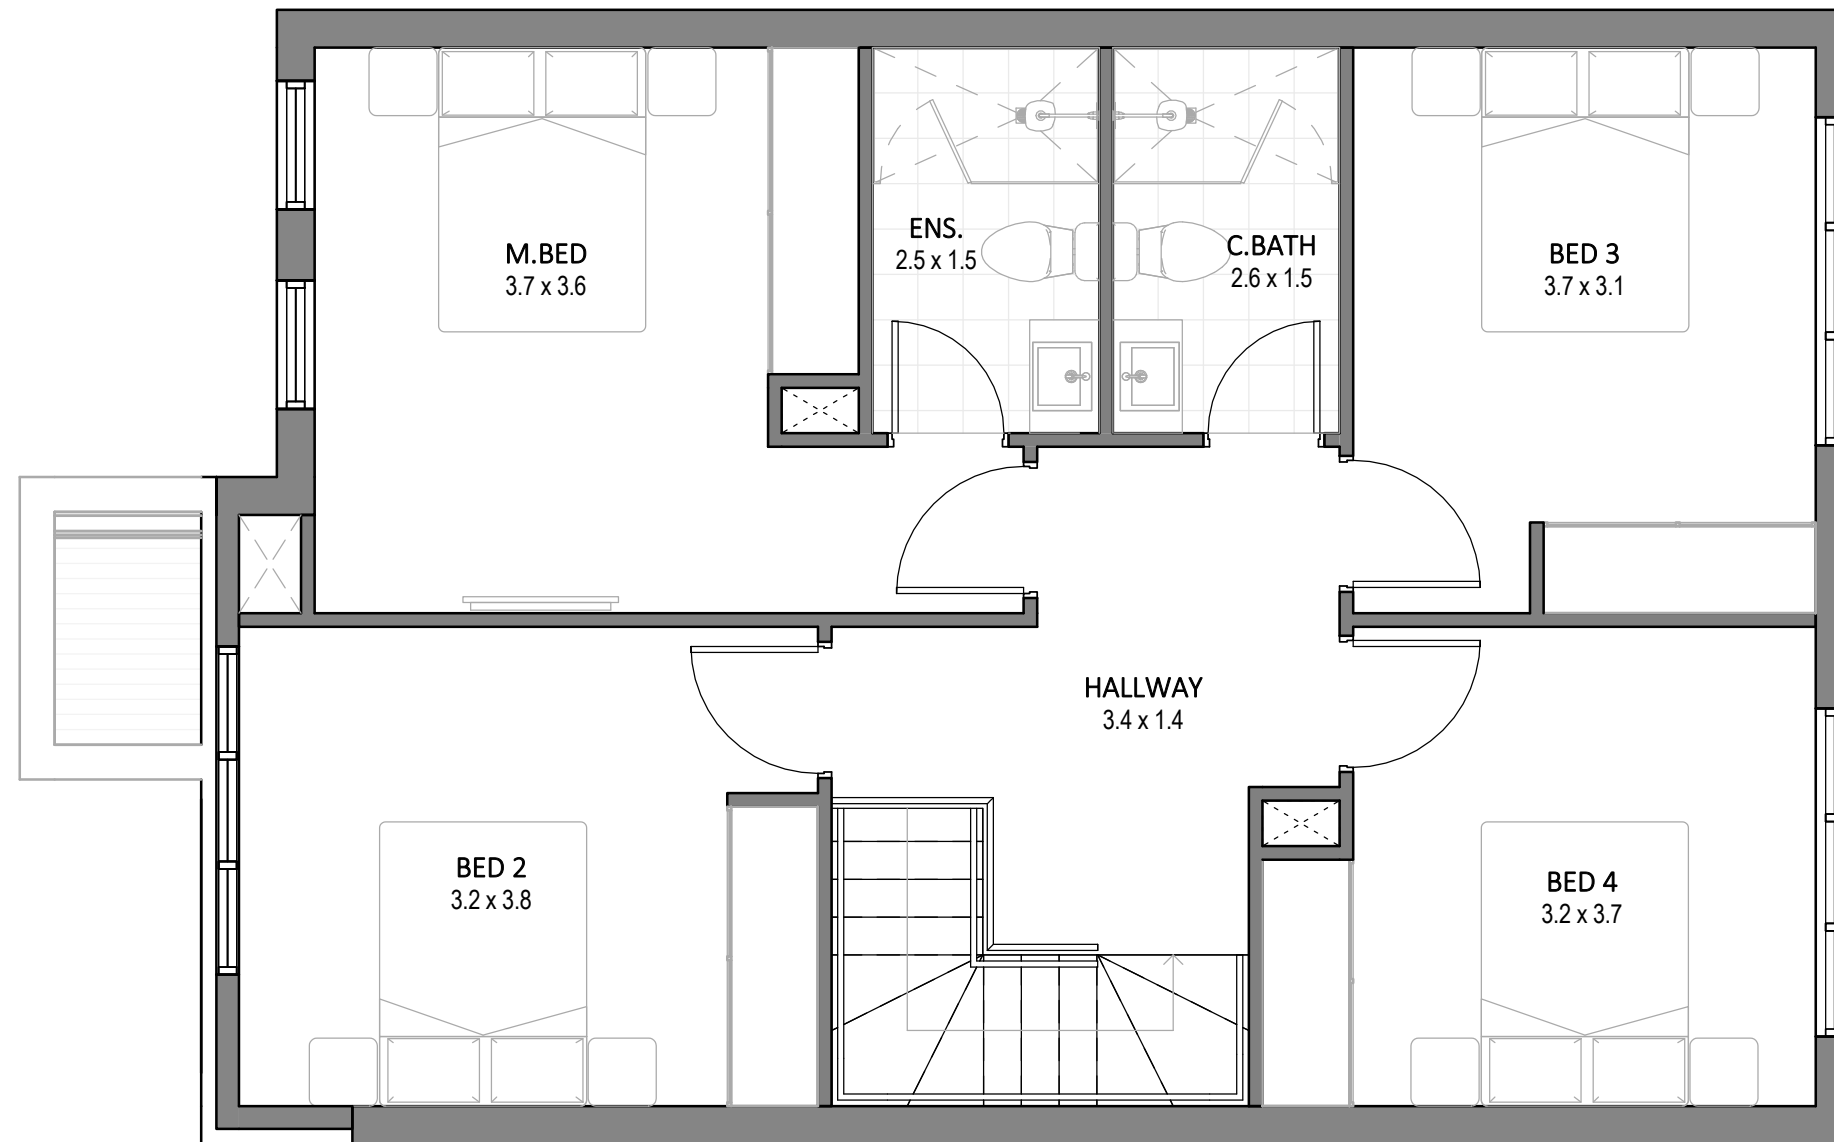 M.BED
3.7 x 3.6
ENS.
2.5 x 1.5
C.BATH
2.6 x 1.5
BED 3
3.7 x 3.1
HALLWAY
3.4 x 1.4
BED 2
3.2 x 3.8
BED 4
3.2 x 3.7